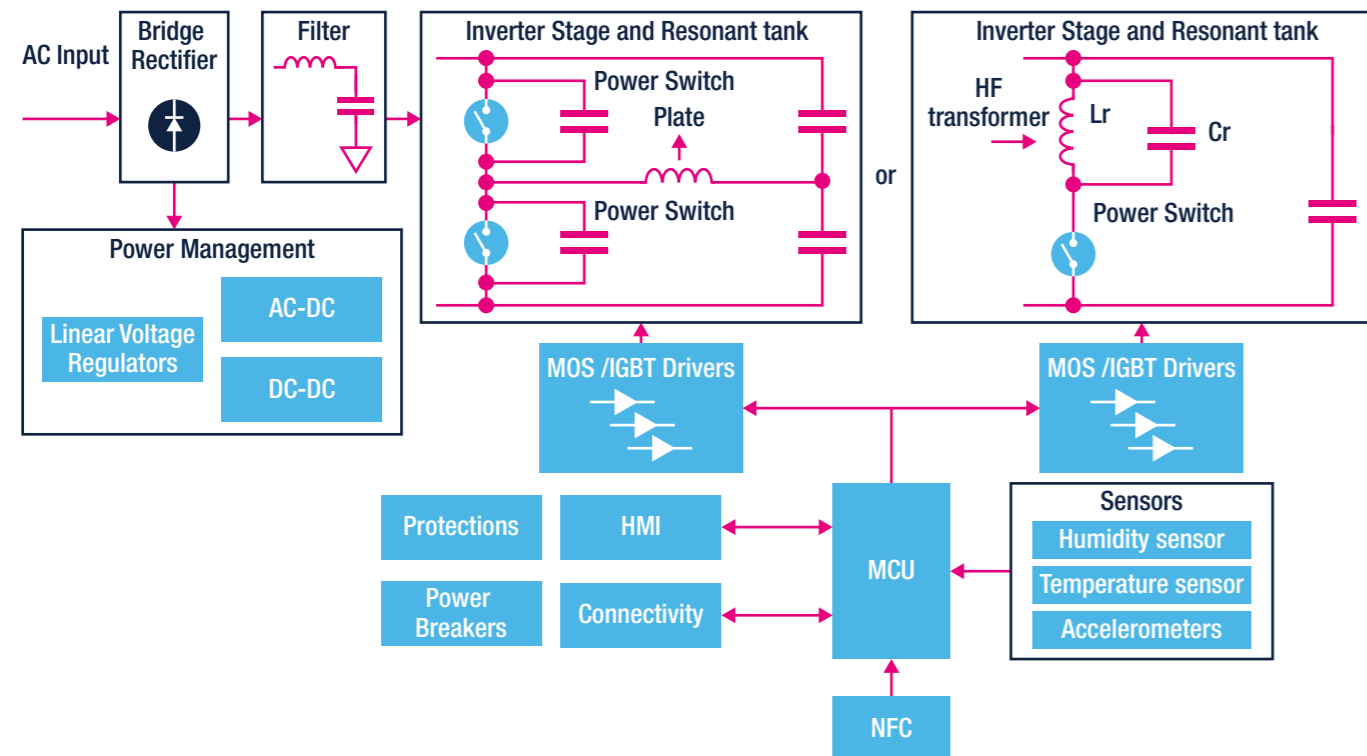 AC Input
Bridge
Rectifier
Filter
Inverter Stage and Resonant tank
Power Switch
Plate
Power Switch
or
Inverter Stage and Resonant tank
HF
transformer
Lr
Cr
Power Switch
Power Management
Linear Voltage
Regulators
AC-DC
DC-DC
MOS /IGBT Drivers
MOS /IGBT Drivers
Protections
HMI
Power
Breakers
Connectivity
MCU
Sensors
Humidity sensor
Temperature sensor
Accelerometers
NFC